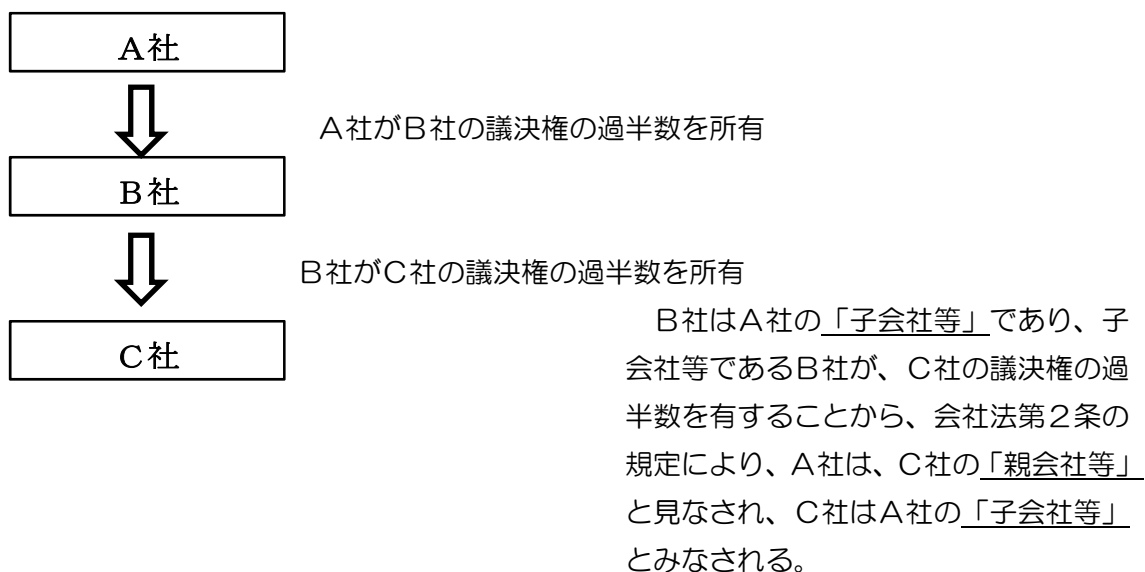 A社
A社がB社の議決権の過半数を所有
B社
B社がC社の議決権の過半数を所有
C社
B社はA社の「子会社等」であり、子
会社等であるB社が、C社の議決権の過
半数を有することから、会社法第2条の
規定により、A社は、C社の「親会社等」
と見なされ、C社はA社の「子会社等」
とみなされる。